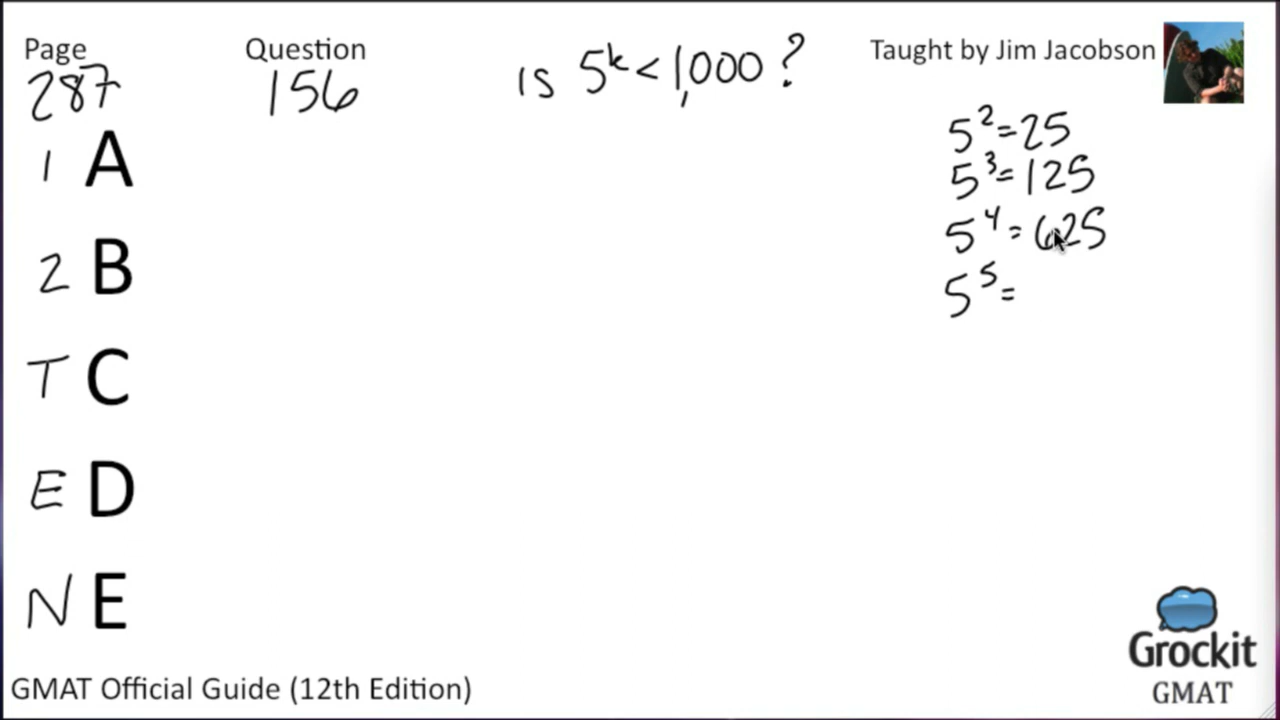 Page
287
Question
156
Is 5^k < 1,000 ?
Taught by Jim Jacobson
5^2 = 25
5^3 = 125
5^4 = 625
5^5 =
1 A
2 B
T C
E D
N E
GMAT Official Guide (12th Edition)
Grockit
GMAT